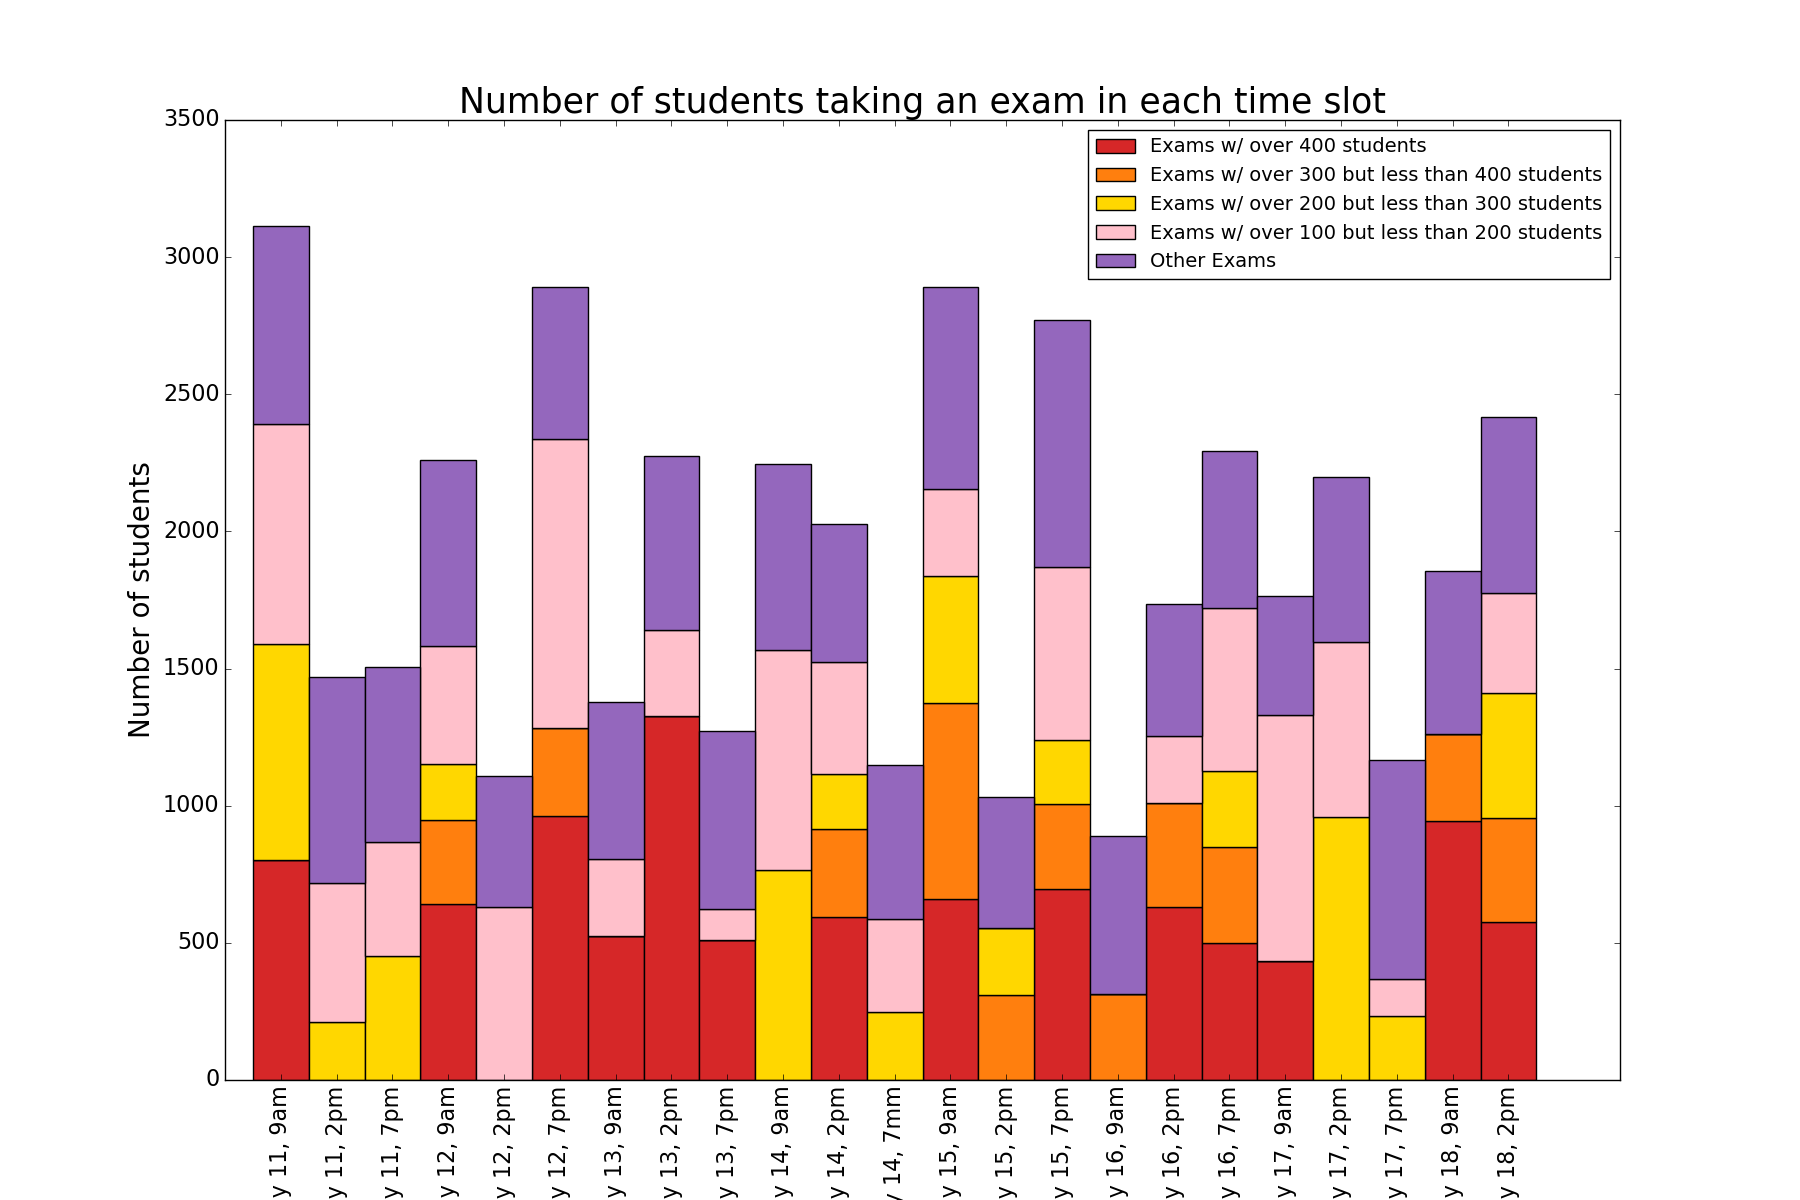 Number of students taking an exam in each time slot
Exams w/ over 400 students
Exams w/ over 300 but less than 400 students
Exams w/ over 200 but less than 300 students
Exams w/ over 100 but less than 200 students
Other Exams
Number of students
3500
3000
2500
2000
1500
1000
500
0
y 11, 9am
y 11, 2pm
y 11, 7pm
y 12, 9am
y 12, 2pm
y 12, 7pm
y 13, 9am
y 13, 2pm
y 13, 7pm
y 14, 9am
y 14, 2pm
y 14, 7mm
y 15, 9am
y 15, 2pm
y 15, 7pm
y 16, 9am
y 16, 2pm
y 16, 7pm
y 17, 9am
y 17, 2pm
y 17, 7pm
y 18, 9am
y 18, 2pm